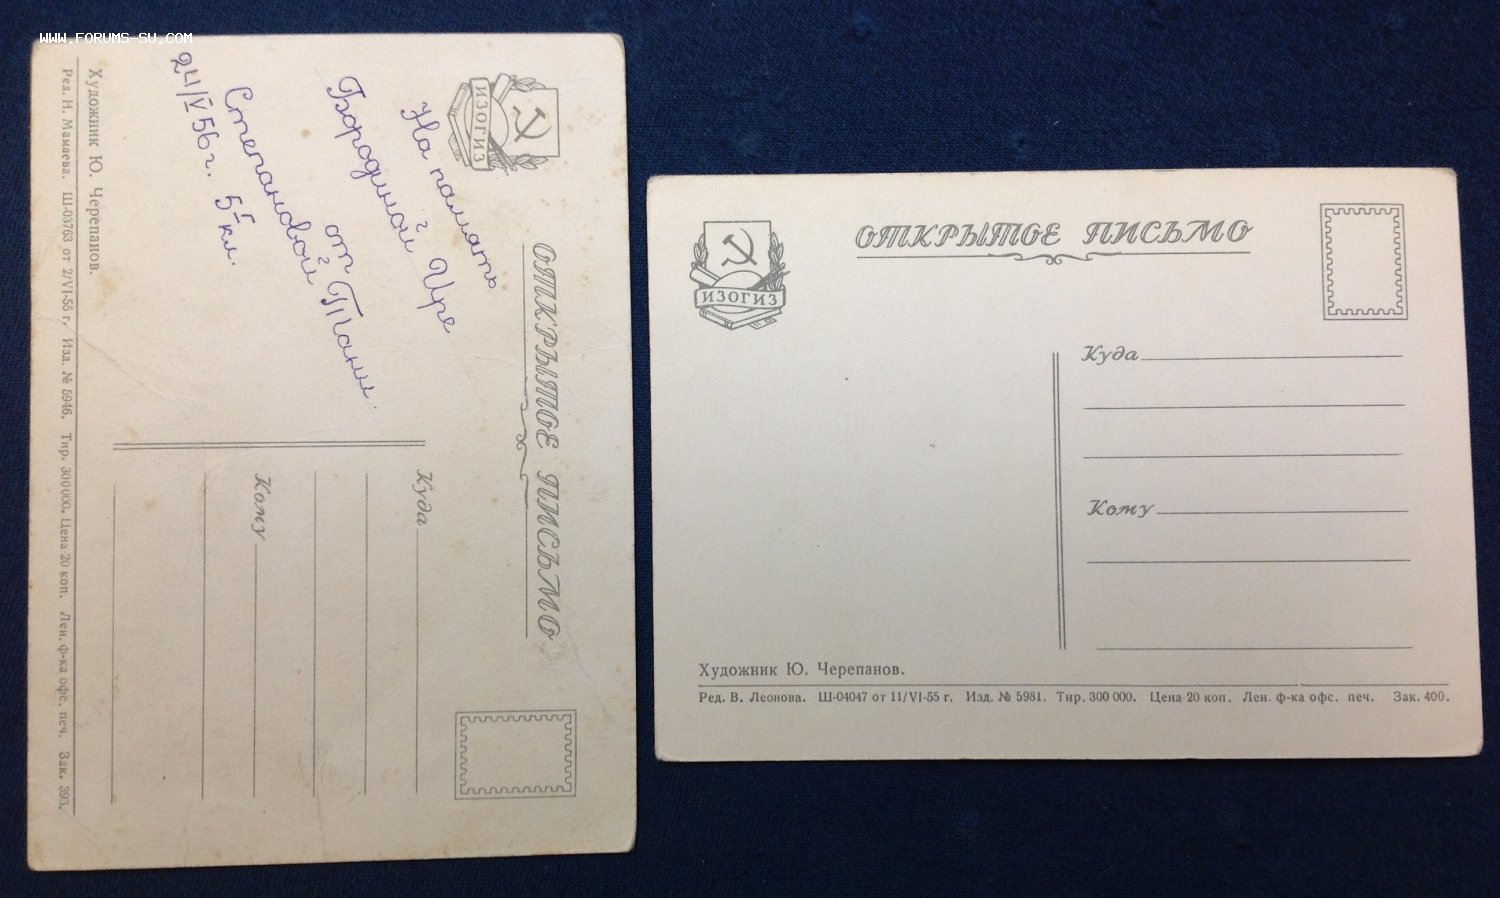 WWW.FORUMS-SU.COM
ИЗОГИЗ
ОТКРЫТОЕ ПИСЬМО
На память
Бородиной Ире
от
Степановой Тани.
24/V 56 г. 5 кл.
Куда
Кому
Художник Ю. Черепанов.
Ред. Н. Мамаева. Ш-03763 от 2/VI-55 г. Изд. № 5946. Тир. 300 000. Цена 20 коп. Лен. ф-ка офс. печ. Зак. 393.
ИЗОГИЗ
ОТКРЫТОЕ ПИСЬМО
Куда
Кому
Художник Ю. Черепанов.
Ред. В. Леонова. Ш-04047 от 11/VI-55 г. Изд. № 5981. Тир. 300 000. Цена 20 коп. Лен. ф-ка офс. печ. Зак. 400.